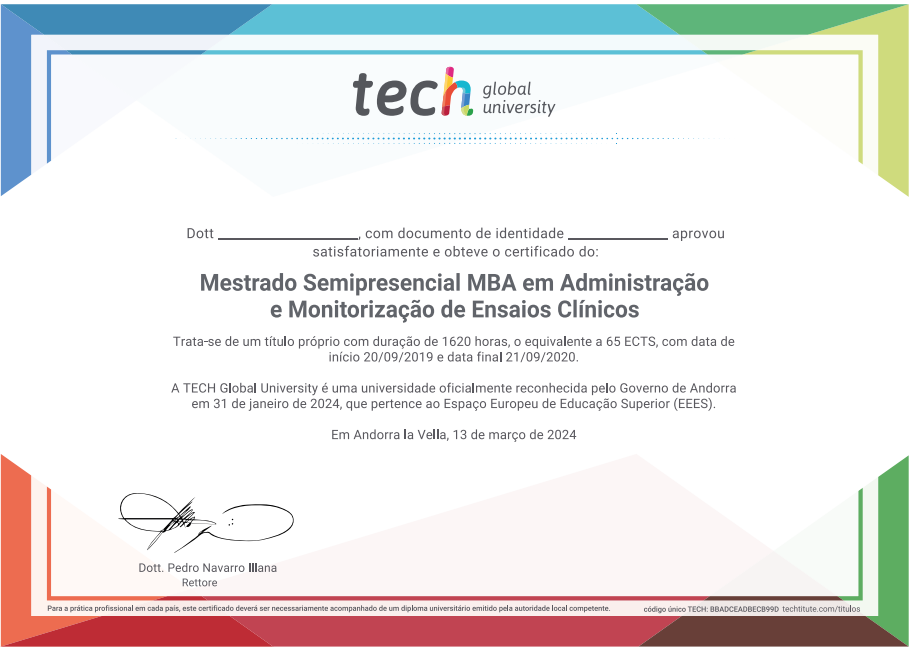 tech global
university
Dott ____________________, com documento de identidade ______________ aprovou
satisfatoriamente e obteve o certificado do:
Mestrado Semipresencial MBA em Administração
e Monitorização de Ensaios Clínicos
Trata-se de um título próprio com duração de 1620 horas, o equivalente a 65 ECTS, com data de
início 20/09/2019 e data final 21/09/2020.
A TECH Global University é uma universidade oficialmente reconhecida pelo Governo de Andorra
em 31 de janeiro de 2024, que pertence ao Espaço Europeu de Educação Superior (EEES).
Em Andorra la Vella, 13 de março de 2024
Dott. Pedro Navarro Illana
Rettore
Para a prática profissional em cada país, este certificado deverá ser necessariamente acompanhado de um diploma universitário emitido pela autoridade local competente.
código único TECH: BBADCEADBECB99D techtitute.com/titulos